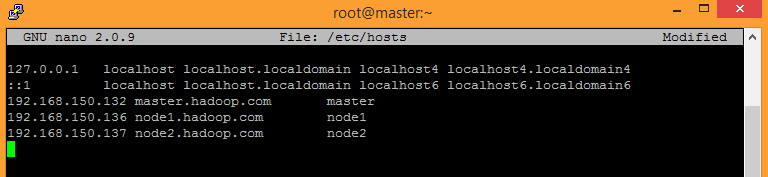 root@master:~
GNU nano 2.0.9 File: /etc/hosts Modified
127.0.0.1 localhost localhost.localdomain localhost4 localhost4.localdomain4
::1 localhost localhost.localdomain localhost6 localhost6.localdomain6
192.168.150.132 master.hadoop.com master
192.168.150.136 node1.hadoop.com node1
192.168.150.137 node2.hadoop.com node2